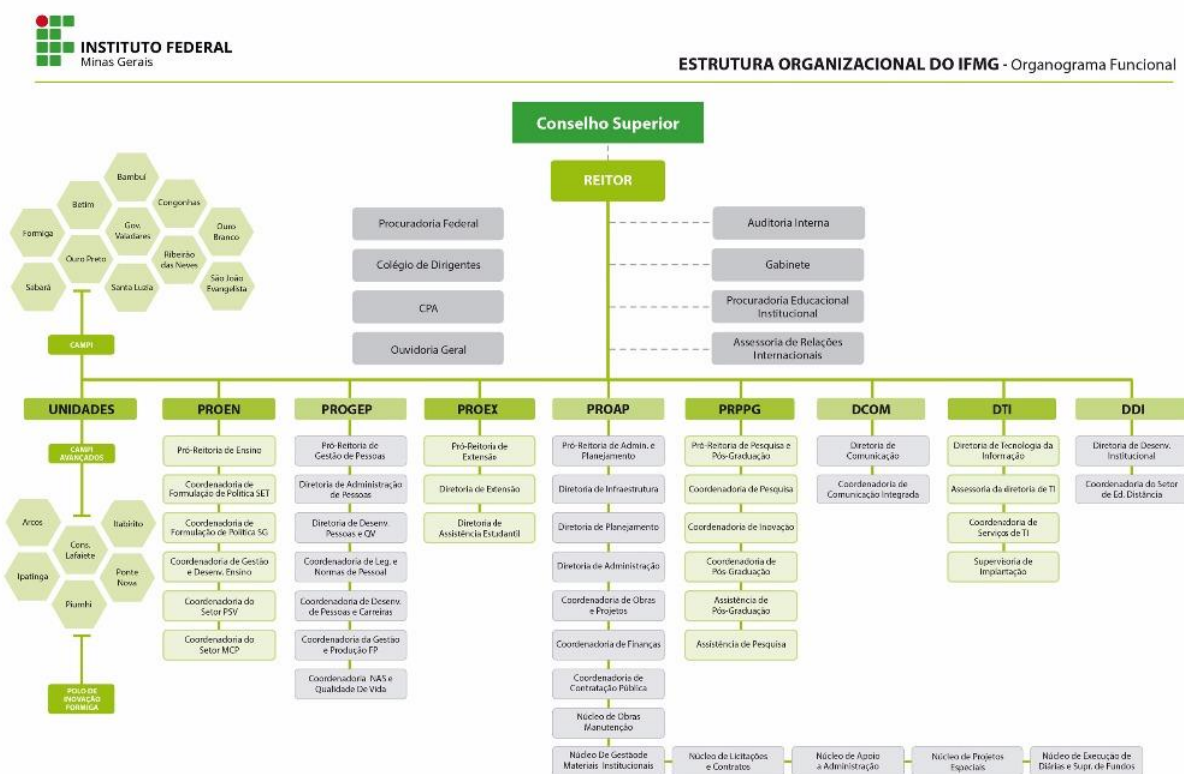 INSTITUTO FEDERAL
Minas Gerais
ESTRUTURA ORGANIZACIONAL DO IFMG - Organograma Funcional
Conselho Superior
REITOR
Procuradoria Federal
Colégio de Dirigentes
CPA
Ouvidoria Geral
Auditoria Interna
Gabinete
Procuradoria Educacional
Institucional
Assessoria de Relações
Internacionais
Bambuí
Betim
Congonhas
Formiga
Gov.
Valadares
Ouro
Branco
Ouro Preto
Ribeirão
das Neves
Sabará
Santa Luzia
São João
Evangelista
CAMPI
UNIDADES
CAMPI
AVANÇADOS
Arcos
Itabirito
Cons.
Lafaiete
Ipatinga
Ponte
Nova
Piumhi
POLO DE
INOVAÇÃO
FORMIGA
PROEN
Pró-Reitoria de Ensino
Coordenadoria de
Formulação de Política SET
Coordenadoria de
Formulação de Política SG
Coordenadoria de Gestão
e Desenv. Ensino
Coordenadoria do
Setor PSV
Coordenadoria do
Setor MCP
PROGEP
Pró-Reitoria de
Gestão de Pessoas
Diretoria de Administração
de Pessoas
Diretoria de Desenv.
Pessoas e QV
Coordenadoria de Leg. e
Normas de Pessoal
Coordenadoria de Desenv.
de Pessoas e Carreiras
Coordenadoria da Gestão
e Produção FP
Coordenadoria NAS e
Qualidade De Vida
PROEX
Pró-Reitoria de
Extensão
Diretoria de Extensão
Diretoria de
Assistência Estudantil
PROAP
Pró-Reitoria de Admin. e
Planejamento
Diretoria de Infraestrutura
Diretoria de Planejamento
Diretoria de Administração
Coordenadoria de Obras
e Projetos
Coordenadoria de Finanças
Coordenadoria de
Contratação Pública
Núcleo de Obras
Manutenção
Núcleo De Gestãode
Materiais Institucionais
Núcleo de Licitações
e Contratos
Núcleo de Apoio
a Administração
Núcleo de Projetos
Especiais
Núcleo de Execução de
Diárias e Supr. de Fundos
PRPPG
Pró-Reitoria de Pesquisa e
Pós-Graduação
Coordenadoria de Pesquisa
Coordenadoria de Inovação
Coordenadoria de
Pós-Graduação
Assistência de
Pós-Graduação
Assistência de Pesquisa
DCOM
Diretoria de
Comunicação
Coordenadoria de
Comunicação Integrada
DTI
Diretoria de Tecnologia da
Informação
Assessoria da diretoria de TI
Coordenadoria de
Serviços de TI
Supervisoria de
Implantação
DDI
Diretoria de Desenv.
Institucional
Coordenadoria do Setor
de Ed. Distância